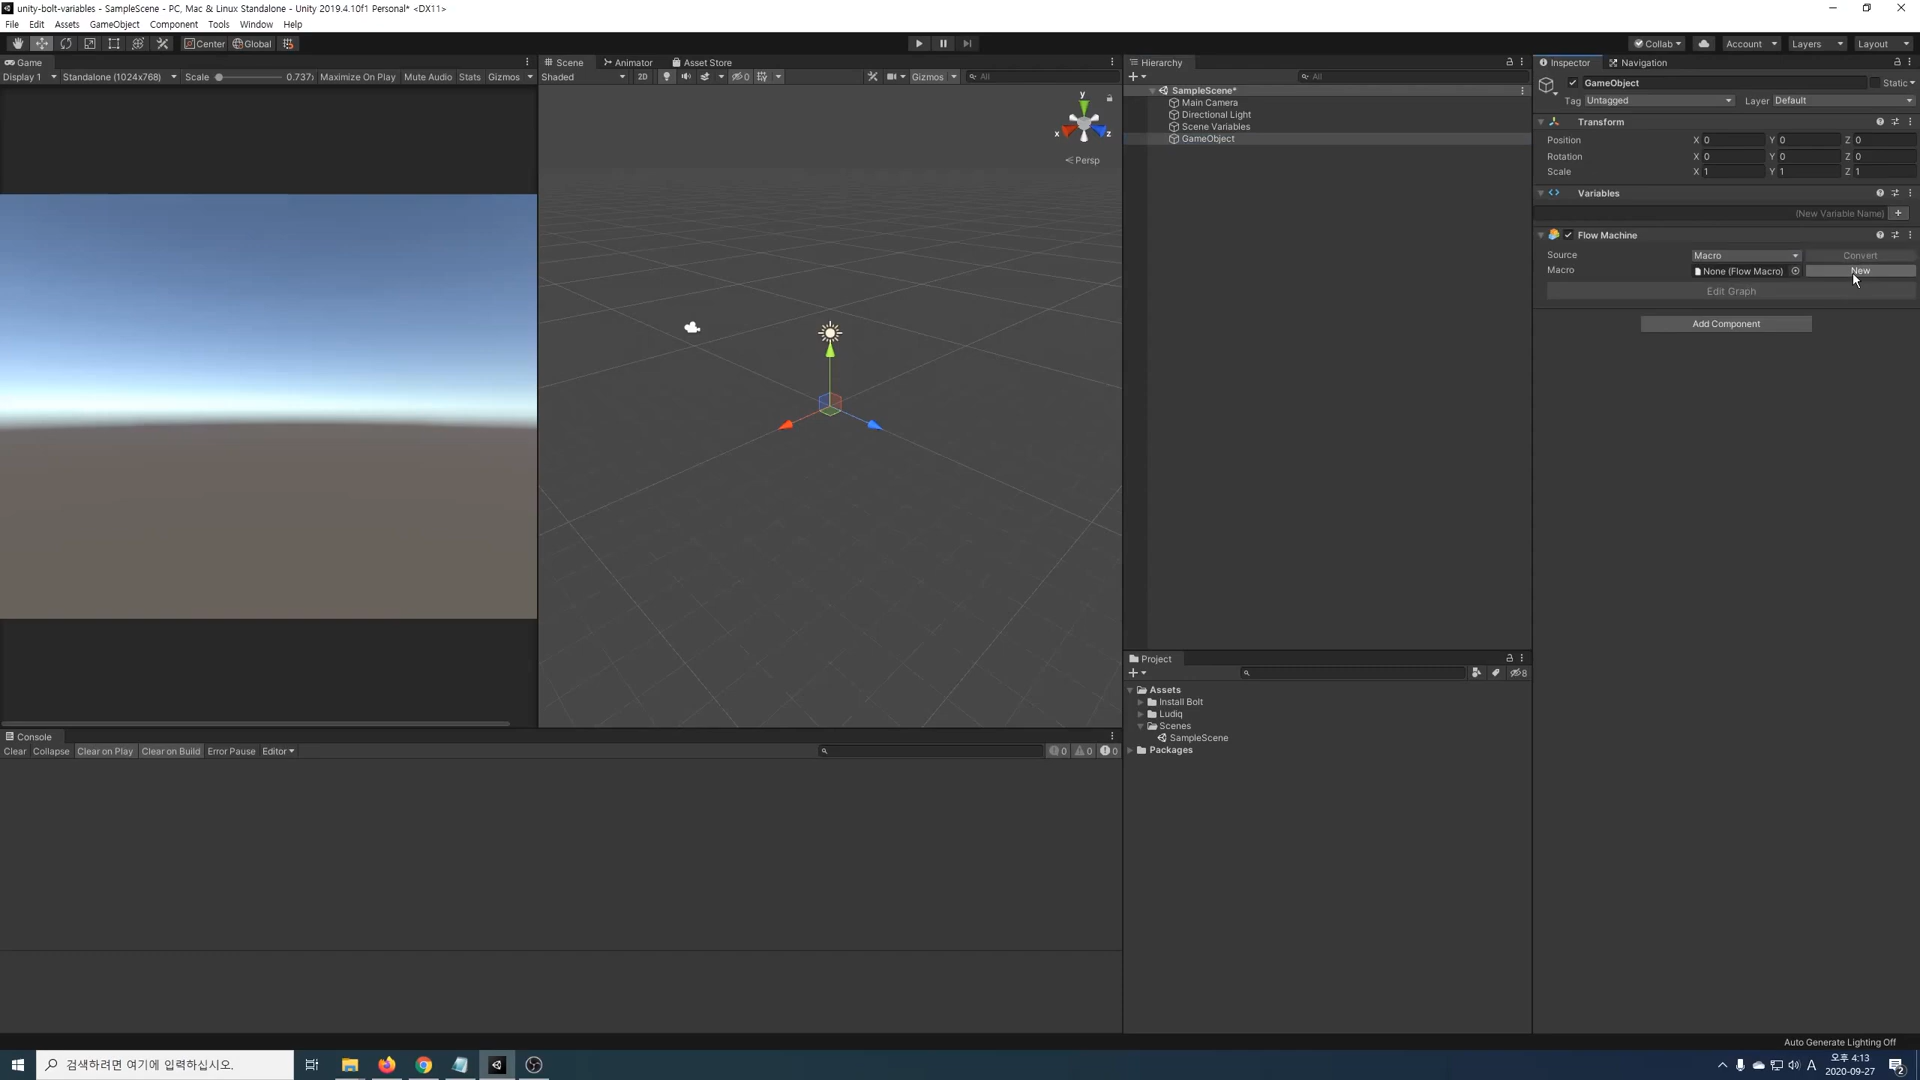 unity-bolt-variables - SampleScene - PC, Mac & Linux Standalone - Unity 2019.4.10f1 Personal* <DX11>
File Edit Assets GameObject Component Tools Window Help
Center Global Collab Account Layers Layout
Game
Display 1 Standalone (1024x768) Scale 0.737 Maximize On Play Mute Audio Stats Gizmos
Scene Animator Asset Store
Shaded 2D 0 Gizmos All
y
x z
Persp
Hierarchy
All
SampleScene*
Main Camera
Directional Light
Scene Variables
GameObject
Inspector Navigation
GameObject Static
Tag Untagged Layer Default
Transform
Position X 0 Y 0 Z 0
Rotation X 0 Y 0 Z 0
Scale X 1 Y 1 Z 1
Variables
(New Variable Name)
Flow Machine
Source Macro Convert
Macro None (Flow Macro) New
Edit Graph
Add Component
Project
8
Assets
Install Bolt
Ludiq
Scenes
SampleScene
Packages
Console
Clear Collapse Clear on Play Clear on Build Error Pause Editor 0 0 0
Auto Generate Lighting Off
검색하려면 여기에 입력하십시오.
A
오후 4:13
2020-09-27
2